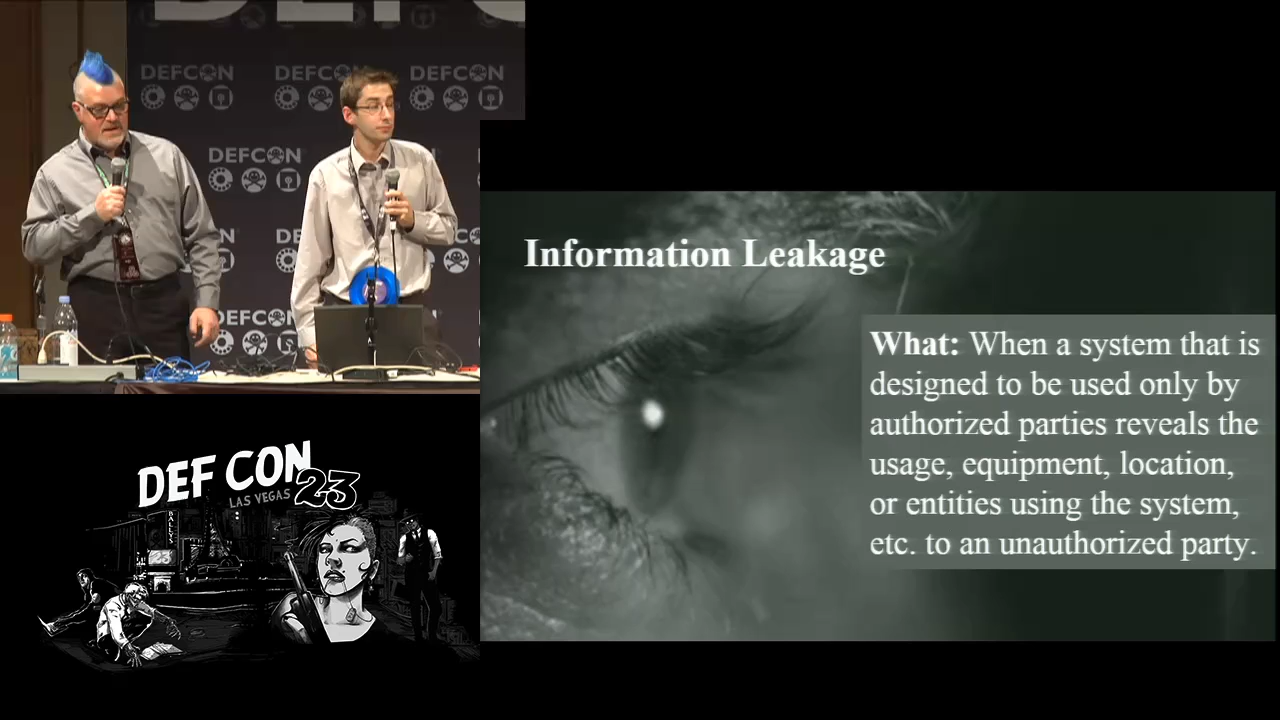 DEFCON
DEFCON
DEFCON
DEFCON
DEFCON
Information Leakage
What: When a system that is
designed to be used only by
authorized parties reveals the
usage, equipment, location,
or entities using the system,
etc. to an unauthorized party.
DEF CON
23
LAS VEGAS
BALLYS